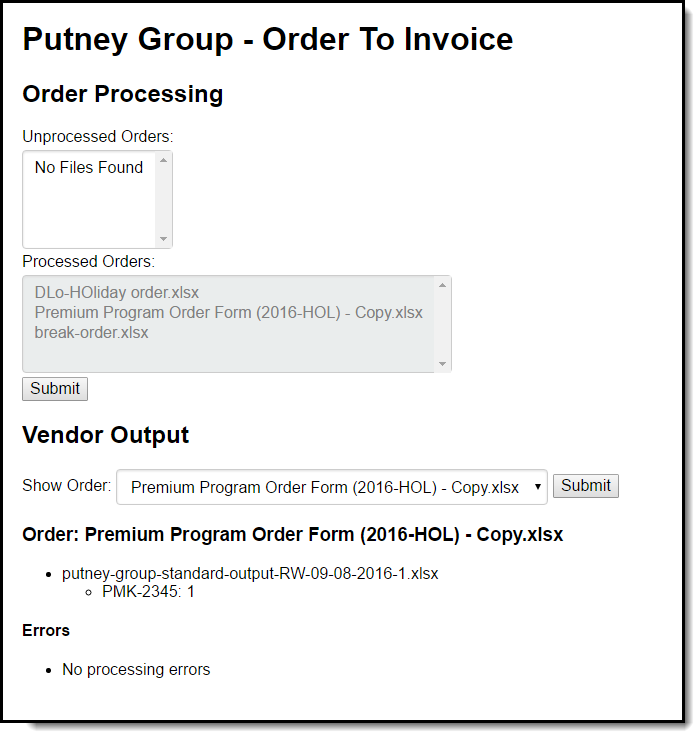 Putney Group - Order To Invoice
Order Processing
Unprocessed Orders:
No Files Found
Processed Orders:
DLo-HOliday order.xlsx
Premium Program Order Form (2016-HOL) - Copy.xlsx
break-order.xlsx
Submit
Vendor Output
Show Order: Premium Program Order Form (2016-HOL) - Copy.xlsx Submit
Order: Premium Program Order Form (2016-HOL) - Copy.xlsx
putney-group-standard-output-RW-09-08-2016-1.xlsx
PMK-2345: 1
Errors
No processing errors